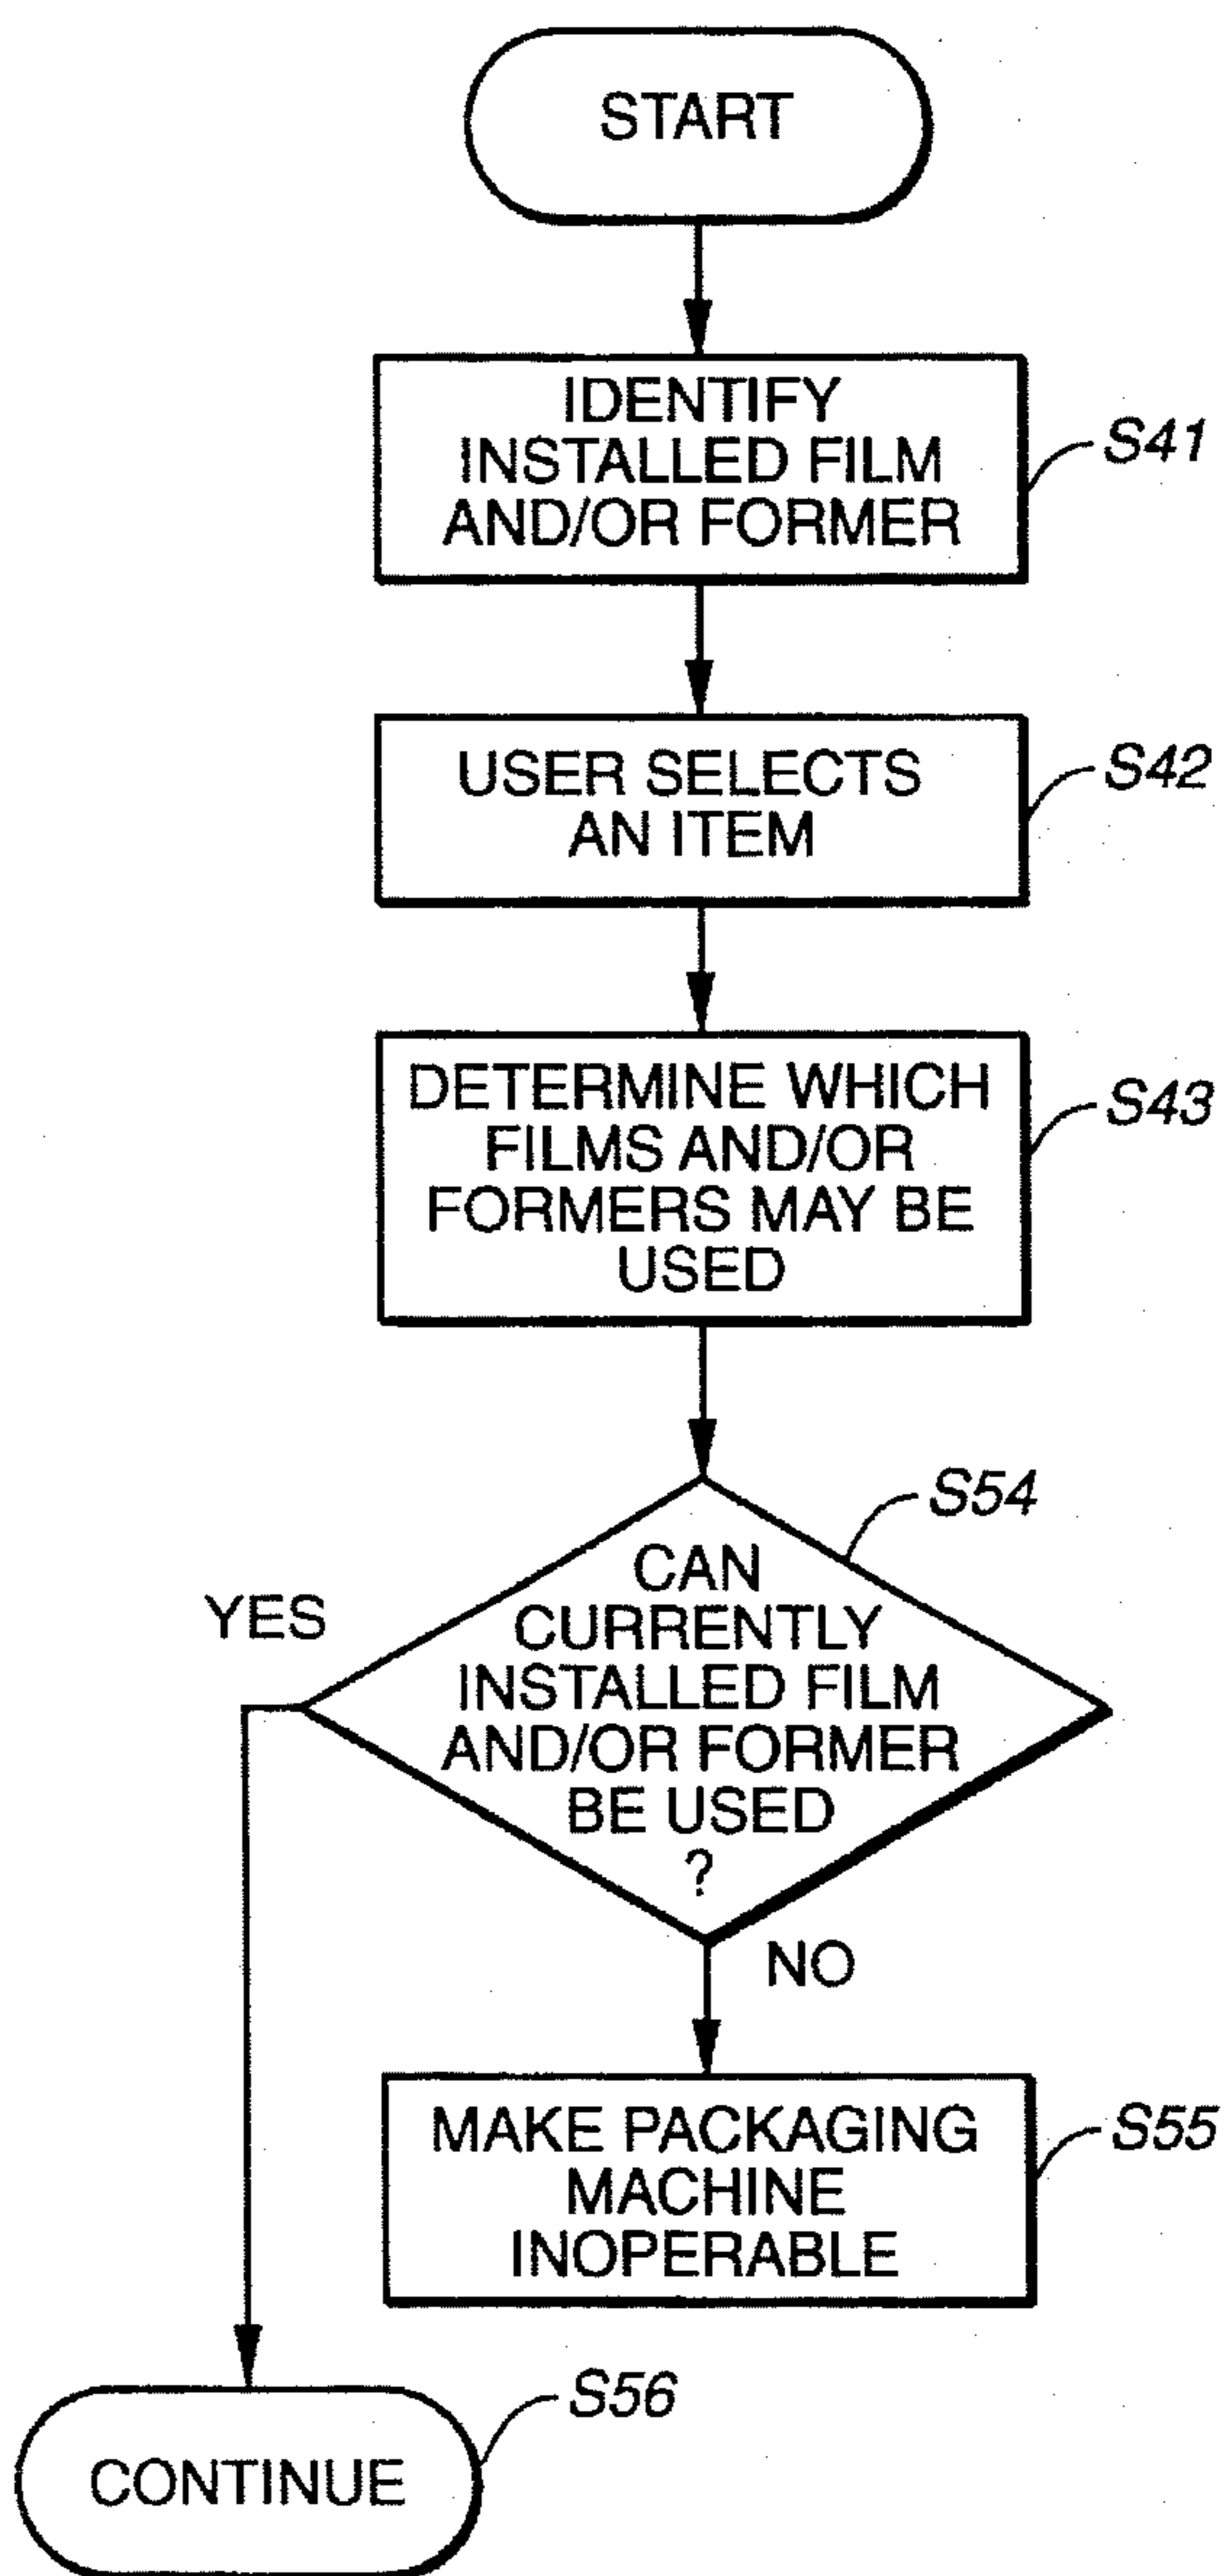 START
IDENTIFY
INSTALLED FILM
AND/OR FORMER
S41
USER SELECTS
AN ITEM
S42
DETERMINE WHICH
FILMS AND/OR
FORMERS MAY BE
USED
S43
CAN
CURRENTLY
INSTALLED FILM
AND/OR FORMER
BE USED
?
S54
YES
NO
MAKE PACKAGING
MACHINE
INOPERABLE
S55
CONTINUE
S56